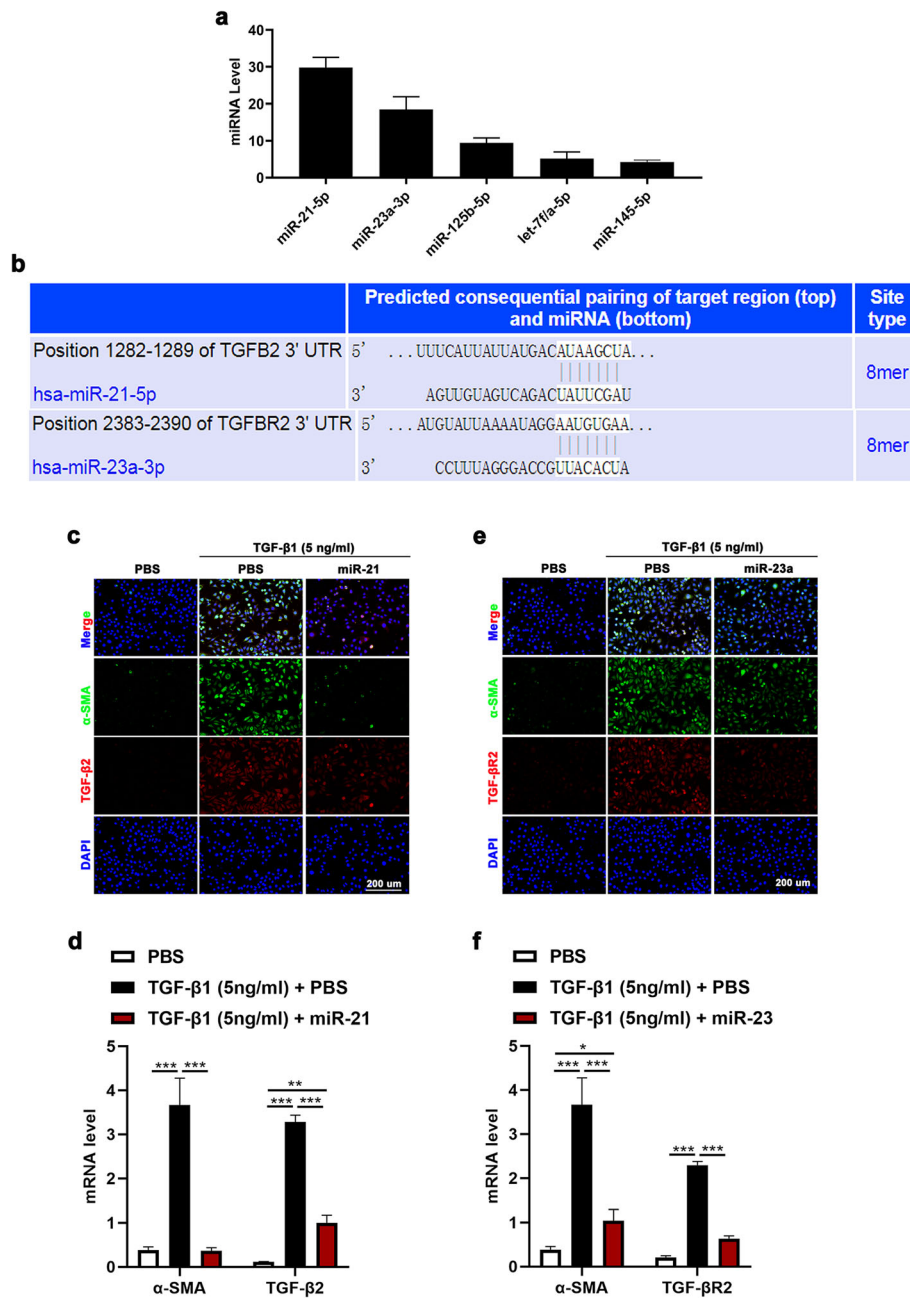 a
miRNA Level
40
30
20
10
0
miR-21-5p
miR-23a-3p
miR-125b-5p
let-7f/a-5p
miR-145-5p
b
Predicted consequential pairing of target region (top)
and miRNA (bottom)
Site
type
Position 1282-1289 of TGFB2 3' UTR 5' ...UUUCAUUAUUAUGACAUAAGCUA...
hsa-miR-21-5p 3' AGUUGUAGUCAGACUAUUCGAU
8mer
Position 2383-2390 of TGFBR2 3' UTR 5' ...AUGUAUUAAAAUAGGAAUGUGAA...
hsa-miR-23a-3p 3' CCUUUAGGGACCGUUACACUA
8mer
c
TGF-β1 (5 ng/ml)
PBS PBS miR-21
Merge
α-SMA
TGF-β2
DAPI
200 um
e
TGF-β1 (5 ng/ml)
PBS PBS miR-23a
Merge
α-SMA
TGF-βR2
DAPI
200 um
d
PBS
TGF-β1 (5ng/ml) + PBS
TGF-β1 (5ng/ml) + miR-21
mRNA level
5
4
3
2
1
0
*** ***
**
*** ***
α-SMA TGF-β2
f
PBS
TGF-β1 (5ng/ml) + PBS
TGF-β1 (5ng/ml) + miR-23
mRNA level
5
4
3
2
1
0
*
*** ***
*** ***
α-SMA TGF-βR2